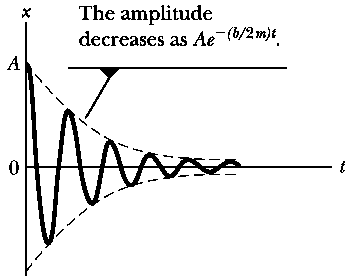 x
The amplitude
decreases as Ae^{-(b/2m)t}.
A
0
t